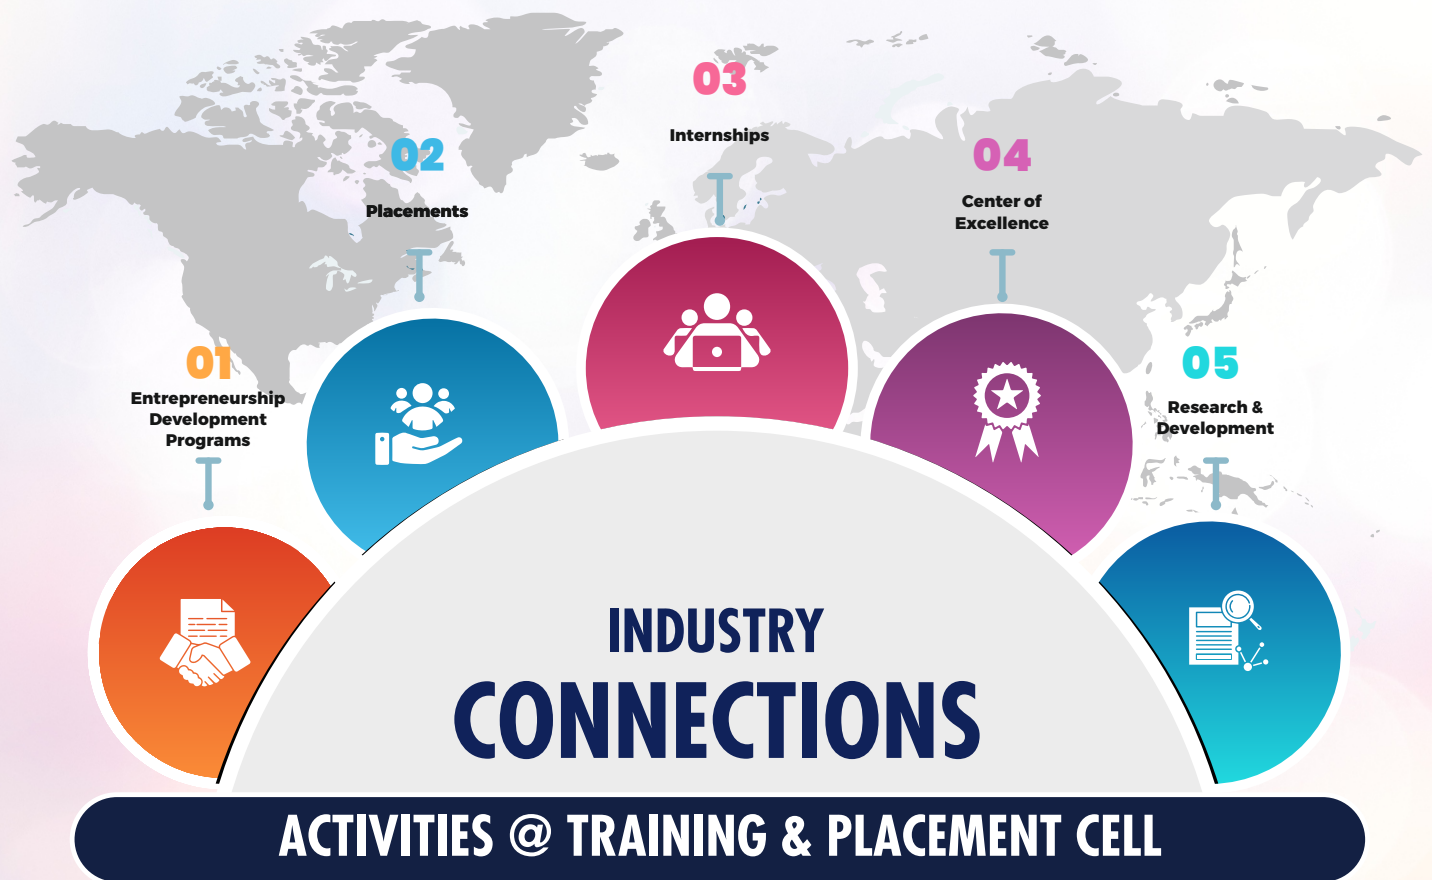 01
Entrepreneurship
Development
Programs
02
Placements
03
Internships
04
Center of
Excellence
05
Research &
Development
INDUSTRY
CONNECTIONS
ACTIVITIES @ TRAINING & PLACEMENT CELL